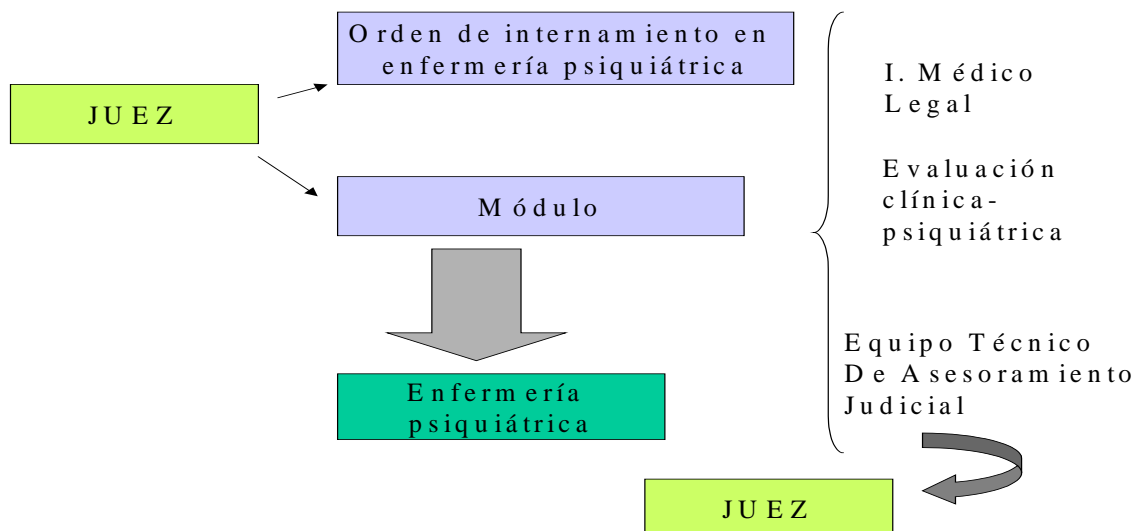 Orden de internamiento en
enfermería psiquiátrica
JUEZ
Módulo
Enfermería
psiquiátrica
I. Médico
Legal
Evaluación
clínica-
psiquiátrica
Equipo Técnico
De Asesoramiento
Judicial
JUEZ